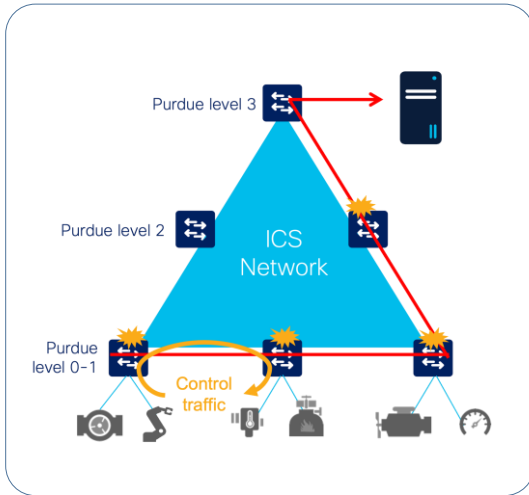 Purdue level 3
Purdue level 2
ICS
Network
Purdue
level 0-1
Control
traffic